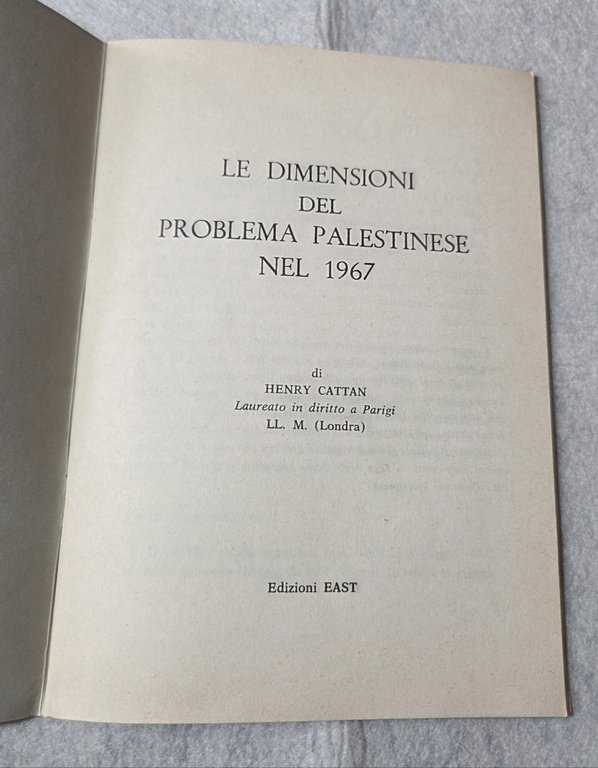 LE DIMENSIONI
DEL
PROBLEMA PALESTINESE
NEL 1967
di
HENRY CATTAN
Laureato in diritto a Parigi
LL. M. (Londra)
Edizioni EAST